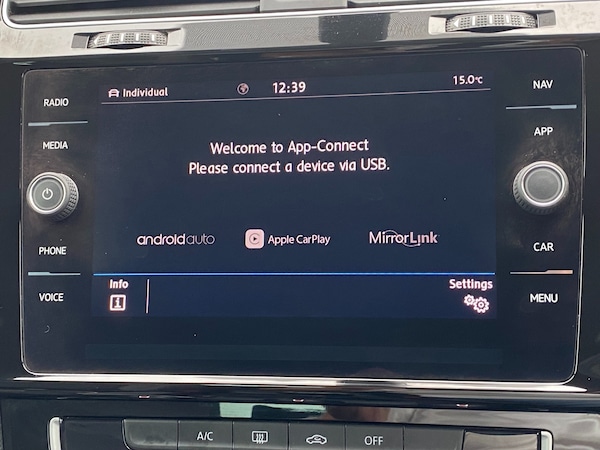 RADIO
MEDIA
PHONE
VOICE
Individual
12:39
15.0°C
Welcome to App-Connect
Please connect a device via USB.
androidauto
Apple CarPlay
MirrorLink
Info
Settings
NAV
APP
CAR
MENU
A/C
OFF